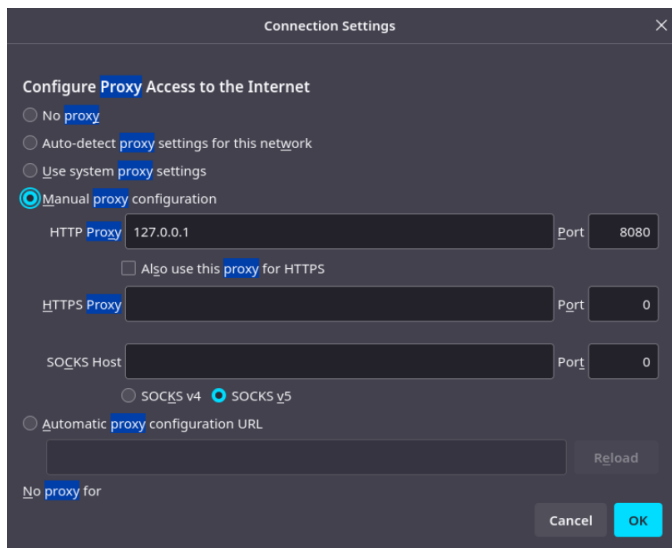 Connection Settings
Configure Proxy Access to the Internet
No proxy
Auto-detect proxy settings for this network
Use system proxy settings
Manual proxy configuration
HTTP Proxy 127.0.0.1 Port 8080
Also use this proxy for HTTPS
HTTPS Proxy Port 0
SOCKS Host Port 0
SOCKS v4 SOCKS v5
Automatic proxy configuration URL
Reload
No proxy for
Cancel OK